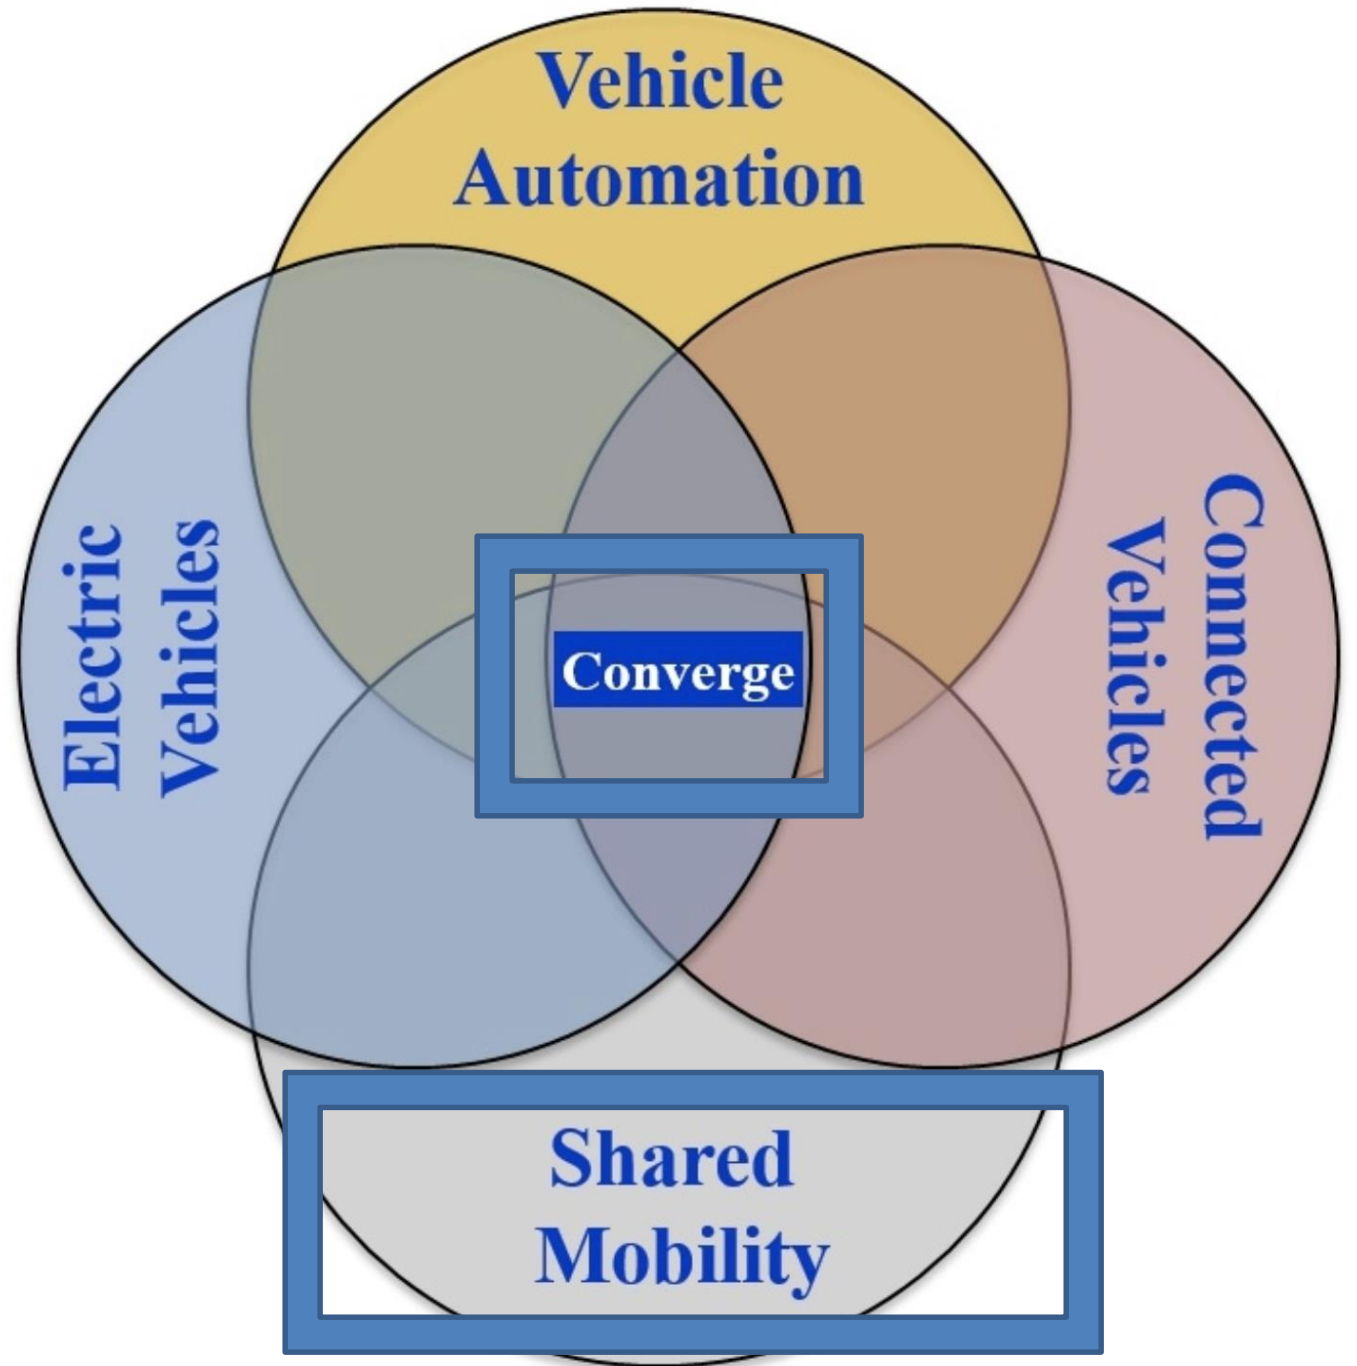 Vehicle
Automation
Electric
Vehicles
Converge
Connected
Vehicles
Shared
Mobility